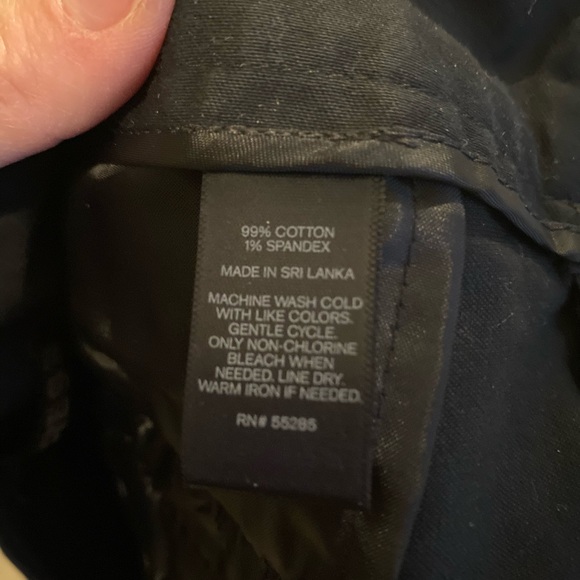 99% COTTON
1% SPANDEX
MADE IN SRI LANKA
MACHINE WASH COLD
WITH LIKE COLORS.
GENTLE CYCLE.
ONLY NON-CHLORINE
BLEACH WHEN
NEEDED. LINE DRY.
WARM IRON IF NEEDED.
RN# 55285